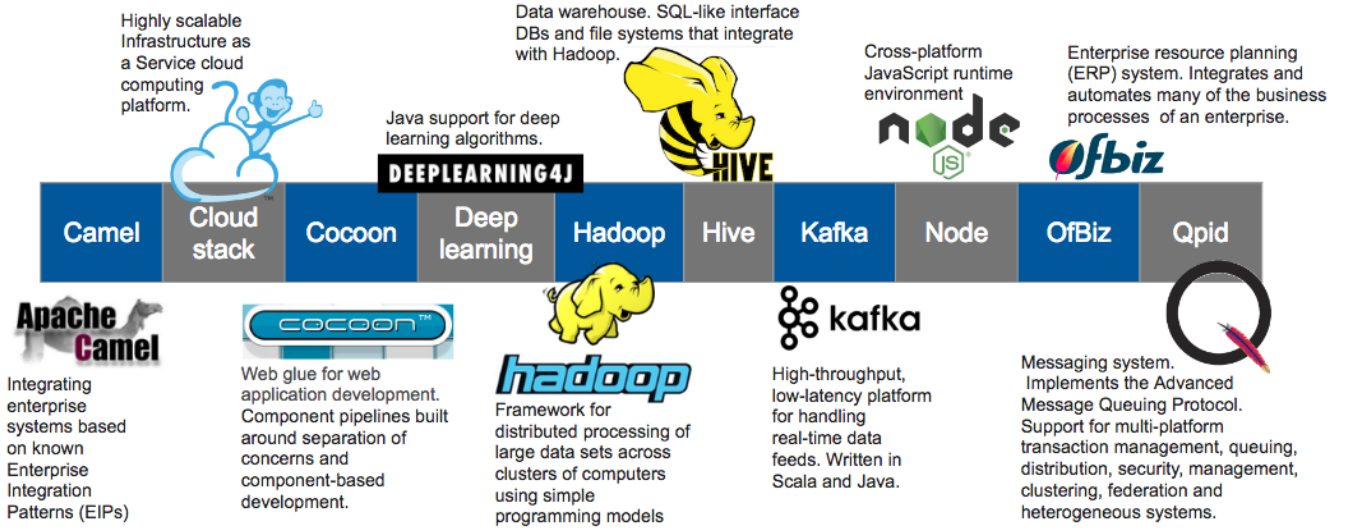 Highly scalable
Infrastructure as
a Service cloud
computing
platform.
TM
Java support for deep
learning algorithms.
DEEPLEARNING4J
Data warehouse. SQL-like interface
DBs and file systems that integrate
with Hadoop.
HIVE
Cross-platform
JavaScript runtime
environment
node
JS
Enterprise resource planning
(ERP) system. Integrates and
automates many of the business
processes of an enterprise.
Ofbiz
Camel
Cloud
stack
Cocoon
Deep
learning
Hadoop
Hive
Kafka
Node
OfBiz
Qpid
Apache
Camel
Integrating
enterprise
systems based
on known
Enterprise
Integration
Patterns (EIPs)
cocoon™
Web glue for web
application development.
Component pipelines built
around separation of
concerns and
component-based
development.
hadoop
Framework for
distributed processing of
large data sets across
clusters of computers
using simple
programming models
kafka
High-throughput,
low-latency platform
for handling
real-time data
feeds. Written in
Scala and Java.
Messaging system.
Implements the Advanced
Message Queuing Protocol.
Support for multi-platform
transaction management, queuing,
distribution, security, management,
clustering, federation and
heterogeneous systems.